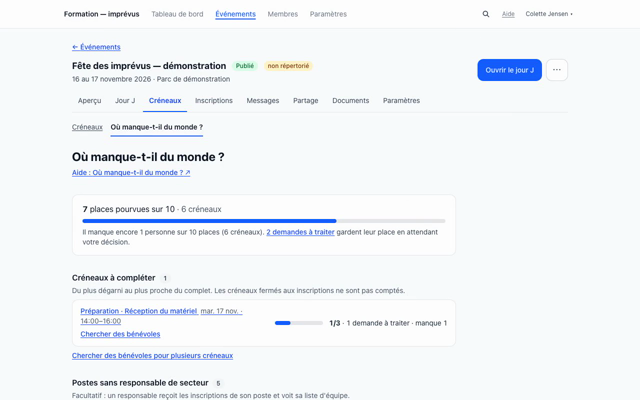 Formation — imprévus Tableau de bord Événements Membres Paramètres Aide Colette Jensen
← Événements
Fête des imprévus — démonstration Publié non répertorié
16 au 17 novembre 2026 · Parc de démonstration
Ouvrir le jour J ···
Aperçu Jour J Créneaux Inscriptions Messages Partage Documents Paramètres
Créneaux Où manque-t-il du monde ?
Où manque-t-il du monde ?
Aide : Où manque-t-il du monde ? ↗
7 places pourvues sur 10 · 6 créneaux
Il manque encore 1 personne sur 10 places (6 créneaux). 2 demandes à traiter gardent leur place en attendant
votre décision.
Créneaux à compléter 1
Du plus dégarni au plus proche du complet. Les créneaux fermés aux inscriptions ne sont pas comptés.
Préparation · Réception du matériel mar. 17 nov. ·
14:00–16:00
1/3 · 1 demande à traiter · manque 1
Chercher des bénévoles
Chercher des bénévoles pour plusieurs créneaux
Postes sans responsable de secteur 5
Facultatif : un responsable reçoit les inscriptions de son poste et voit sa liste d'équipe.